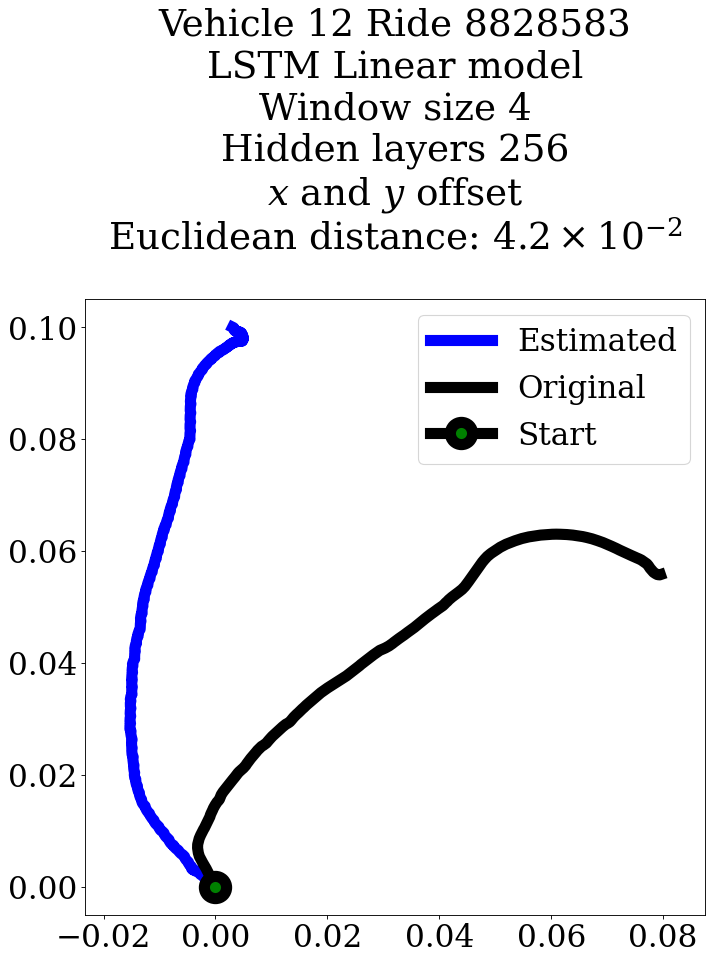 Vehicle 12 Ride 8828583
LSTM Linear model
Window size 4
Hidden layers 256
x and y offset
Euclidean distance: 4.2 × 10⁻²
Estimated
Original
Start
0.10
0.08
0.06
0.04
0.02
0.00
−0.02 0.00 0.02 0.04 0.06 0.08